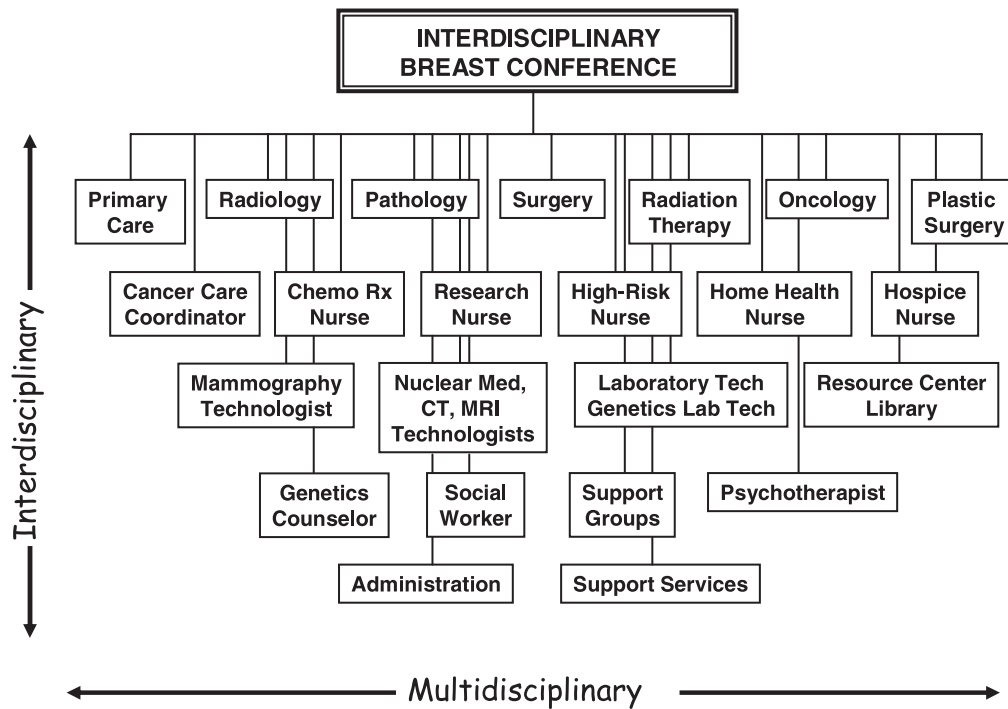 INTERDISCIPLINARY
BREAST CONFERENCE
Primary
Care
Radiology
Pathology
Surgery
Radiation
Therapy
Oncology
Plastic
Surgery
Cancer Care
Coordinator
Chemo Rx
Nurse
Research
Nurse
High-Risk
Nurse
Home Health
Nurse
Hospice
Nurse
Mammography
Technologist
Nuclear Med,
CT, MRI
Technologists
Laboratory Tech
Genetics Lab Tech
Resource Center
Library
Genetics
Counselor
Social
Worker
Support
Groups
Psychotherapist
Administration
Support Services
Interdisciplinary
Multidisciplinary